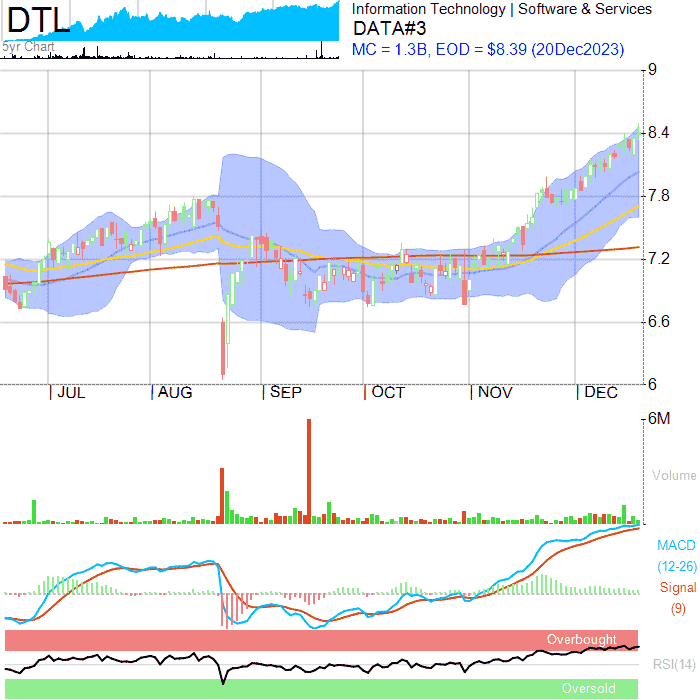 DTL
5yr Chart
Information Technology | Software & Services
DATA#3
MC = 1.3B, EOD = $8.39 (20Dec2023)
9
8.4
7.8
7.2
6.6
6
JUL AUG SEP OCT NOV DEC
6M
Volume
MACD
(12-26)
Signal
(9)
Overbought
RSI(14)
Oversold